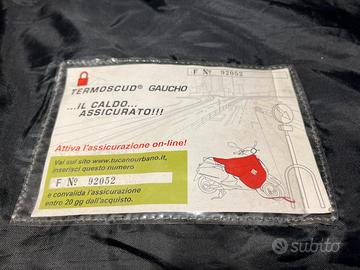 F Nº 92052
TERMOSCUD® GAUCHO
...IL CALDO...
ASSICURATO!!!
Attiva l'assicurazione on-line!
Vai sul sito www.tucanourbano.it,
inserisci questo numero
F Nº 92052
e convalida l'assicurazione
entro 20 gg dall'acquisto.
subito